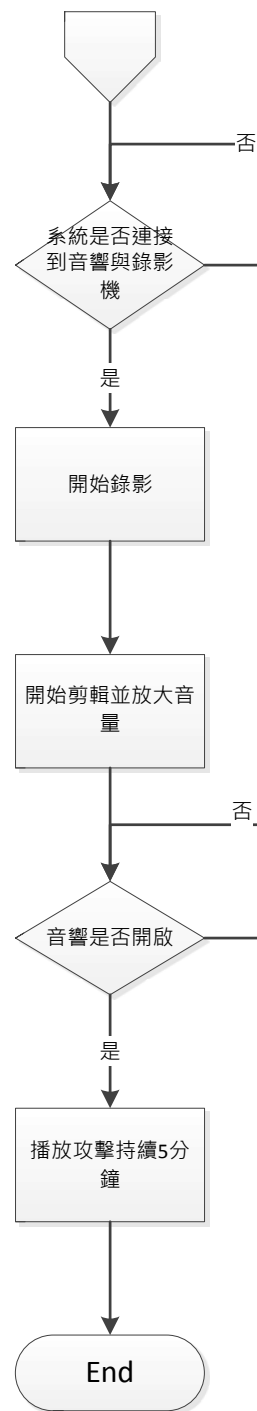 否
系統是否連接
到音響與錄影
機
是
開始錄影
開始剪輯並放大音
量
否
音響是否開啟
是
播放攻擊持續5分
鐘
End